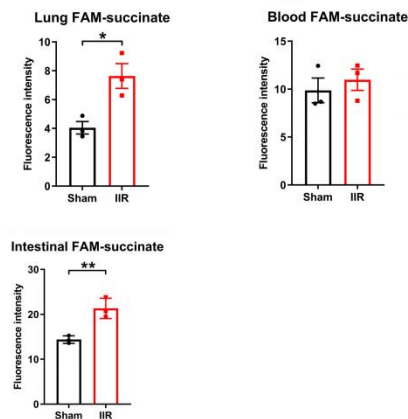 Lung FAM-succinate
*
Fluorescence intensity
10
8
6
4
2
0
Sham IIR
Blood FAM-succinate
Fluorescence intensity
15
10
5
0
Sham IIR
Intestinal FAM-succinate
**
Fluorescence intensity
30
20
10
0
Sham IIR